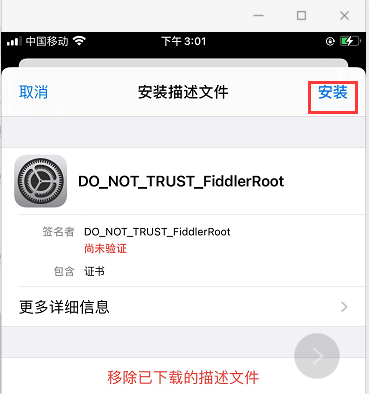 中国移动 下午 3:01
取消 安装描述文件 安装
DO_NOT_TRUST_FiddlerRoot
签名者 DO_NOT_TRUST_FiddlerRoot
尚未验证
包含 证书
更多详细信息
移除已下载的描述文件